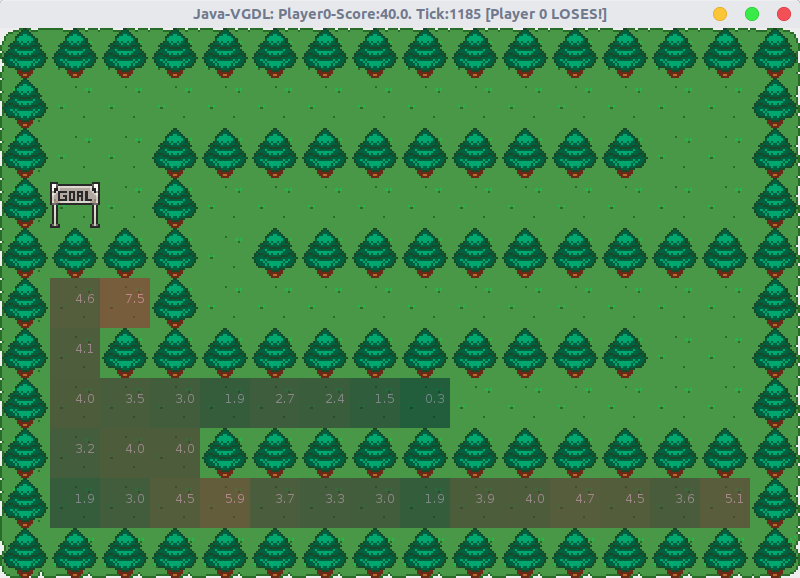 Java-VGDL: Player0-Score:40.0. Tick:1185 [Player 0 LOSES!]
GOAL
4.6 7.5
4.1
4.0 3.5 3.0 1.9 2.7 2.4 1.5 0.3
3.2 4.0 4.0
1.9 3.0 4.5 5.9 3.7 3.3 3.0 1.9 3.9 4.0 4.7 4.5 3.6 5.1